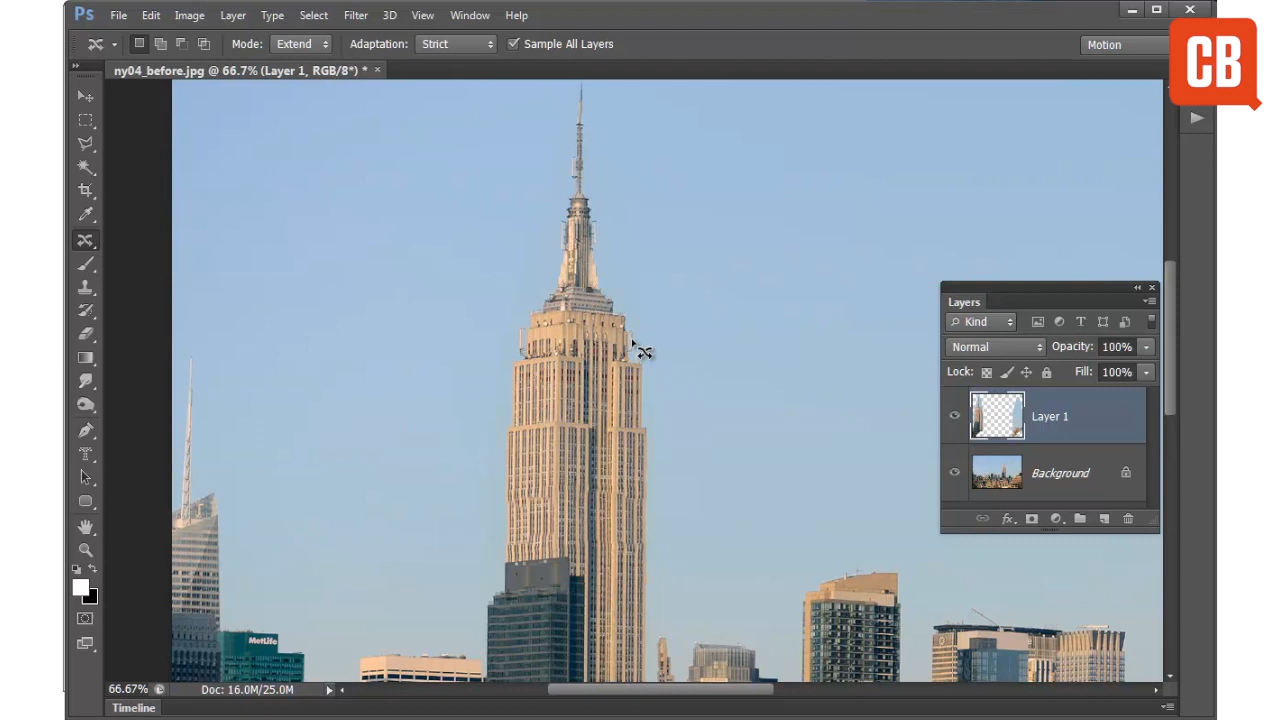 Ps File Edit Image Layer Type Select Filter 3D View Window Help
Mode: Extend Adaptation: Strict Sample All Layers Motion
CB
ny04_before.jpg @ 66.7% (Layer 1, RGB/8*) * ×
Layers
Kind
Normal Opacity: 100%
Lock: Fill: 100%
Layer 1
Background
fx
MetLife
66.67% Doc: 16.0M/25.0M
Timeline